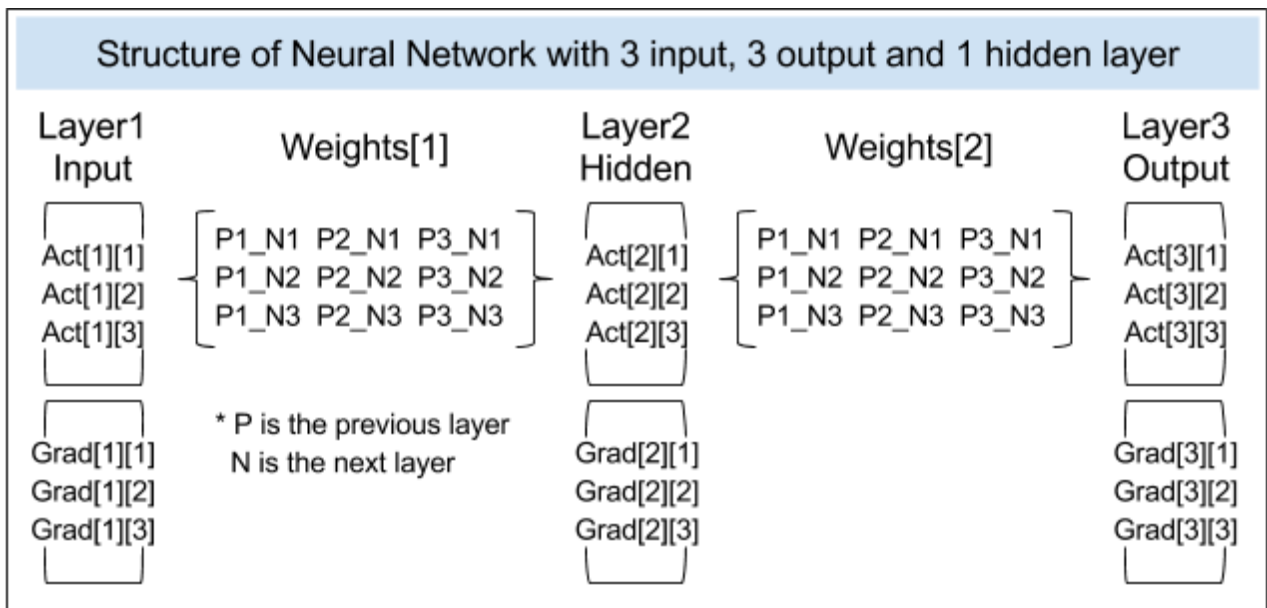 Structure of Neural Network with 3 input, 3 output and 1 hidden layer
Layer1
Input
Weights[1]
Layer2
Hidden
Weights[2]
Layer3
Output
Act[1][1]
Act[1][2]
Act[1][3]
P1_N1 P2_N1 P3_N1
P1_N2 P2_N2 P3_N2
P1_N3 P2_N3 P3_N3
Act[2][1]
Act[2][2]
Act[2][3]
P1_N1 P2_N1 P3_N1
P1_N2 P2_N2 P3_N2
P1_N3 P2_N3 P3_N3
Act[3][1]
Act[3][2]
Act[3][3]
Grad[1][1]
Grad[1][2]
Grad[1][3]
* P is the previous layer
N is the next layer
Grad[2][1]
Grad[2][2]
Grad[2][3]
Grad[3][1]
Grad[3][2]
Grad[3][3]